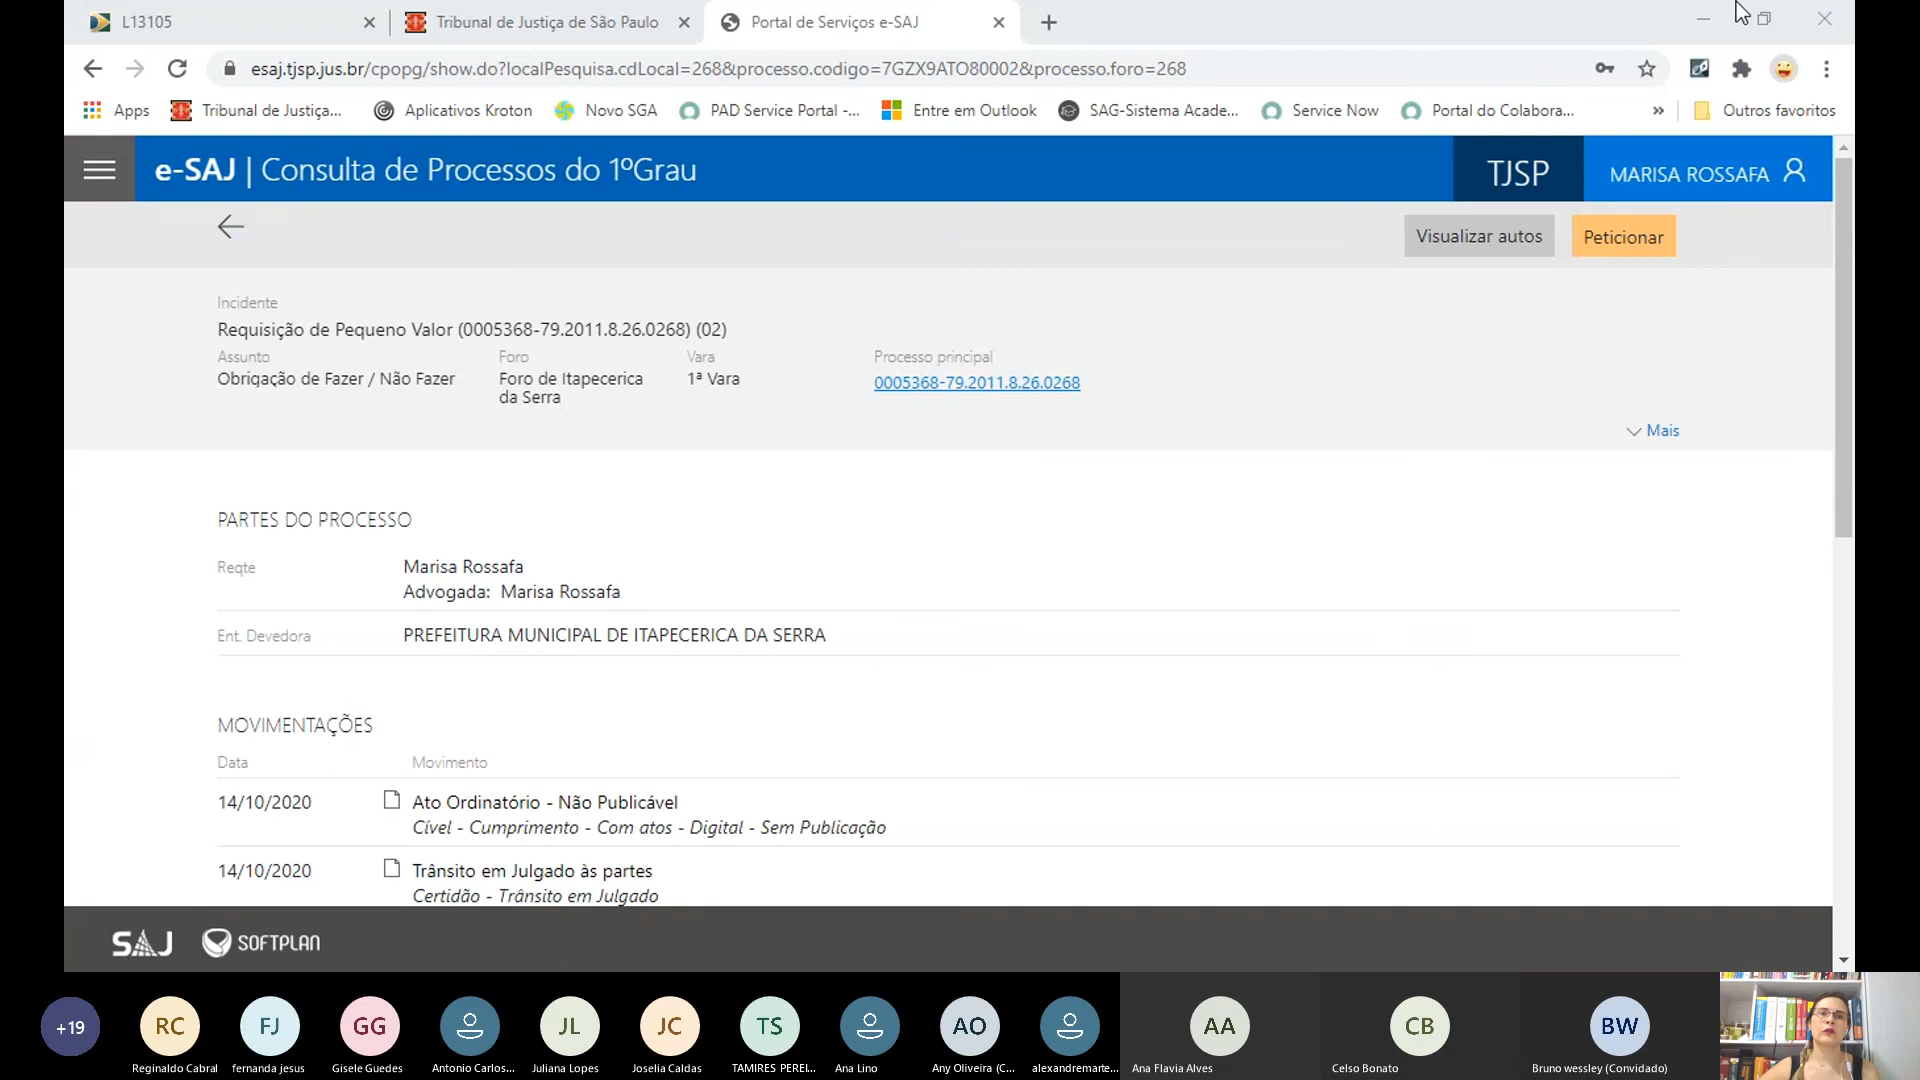 L13105
Tribunal de Justiça de São Paulo
Portal de Serviços e-SAJ
esaj.tjsp.jus.br/cpopg/show.do?localPesquisa.cdLocal=268&processo.codigo=7GZX9ATO80002&processo.foro=268
Apps
Tribunal de Justiça...
Aplicativos Kroton
Novo SGA
PAD Service Portal -...
Entre em Outlook
SAG-Sistema Acade...
Service Now
Portal do Colabora...
»
Outros favoritos
e-SAJ | Consulta de Processos do 1ºGrau
TJSP
MARISA ROSSAFA
Visualizar autos
Peticionar
Incidente
Requisição de Pequeno Valor (0005368-79.2011.8.26.0268) (02)
Assunto
Foro
Vara
Processo principal
Obrigação de Fazer / Não Fazer
Foro de Itapecerica
da Serra
1ª Vara
0005368-79.2011.8.26.0268
Mais
PARTES DO PROCESSO
Reqte
Marisa Rossafa
Advogada: Marisa Rossafa
Ent. Devedora
PREFEITURA MUNICIPAL DE ITAPECERICA DA SERRA
MOVIMENTAÇÕES
Data
Movimento
14/10/2020
Ato Ordinatório - Não Publicável
Cível - Cumprimento - Com atos - Digital - Sem Publicação
14/10/2020
Trânsito em Julgado às partes
Certidão - Trânsito em Julgado
SAJ
SOFTPLAN
+19
RC
FJ
GG
JL
JC
TS
AO
AA
CB
BW
Reginaldo Cabral
fernanda jesus
Gisele Guedes
Antonio Carlos...
Juliana Lopes
Joselia Caldas
TAMIRES PEREI...
Ana Lino
Any Oliveira (C...
alexandremarte...
Ana Flavia Alves
Celso Bonato
Bruno wessley (Convidado)